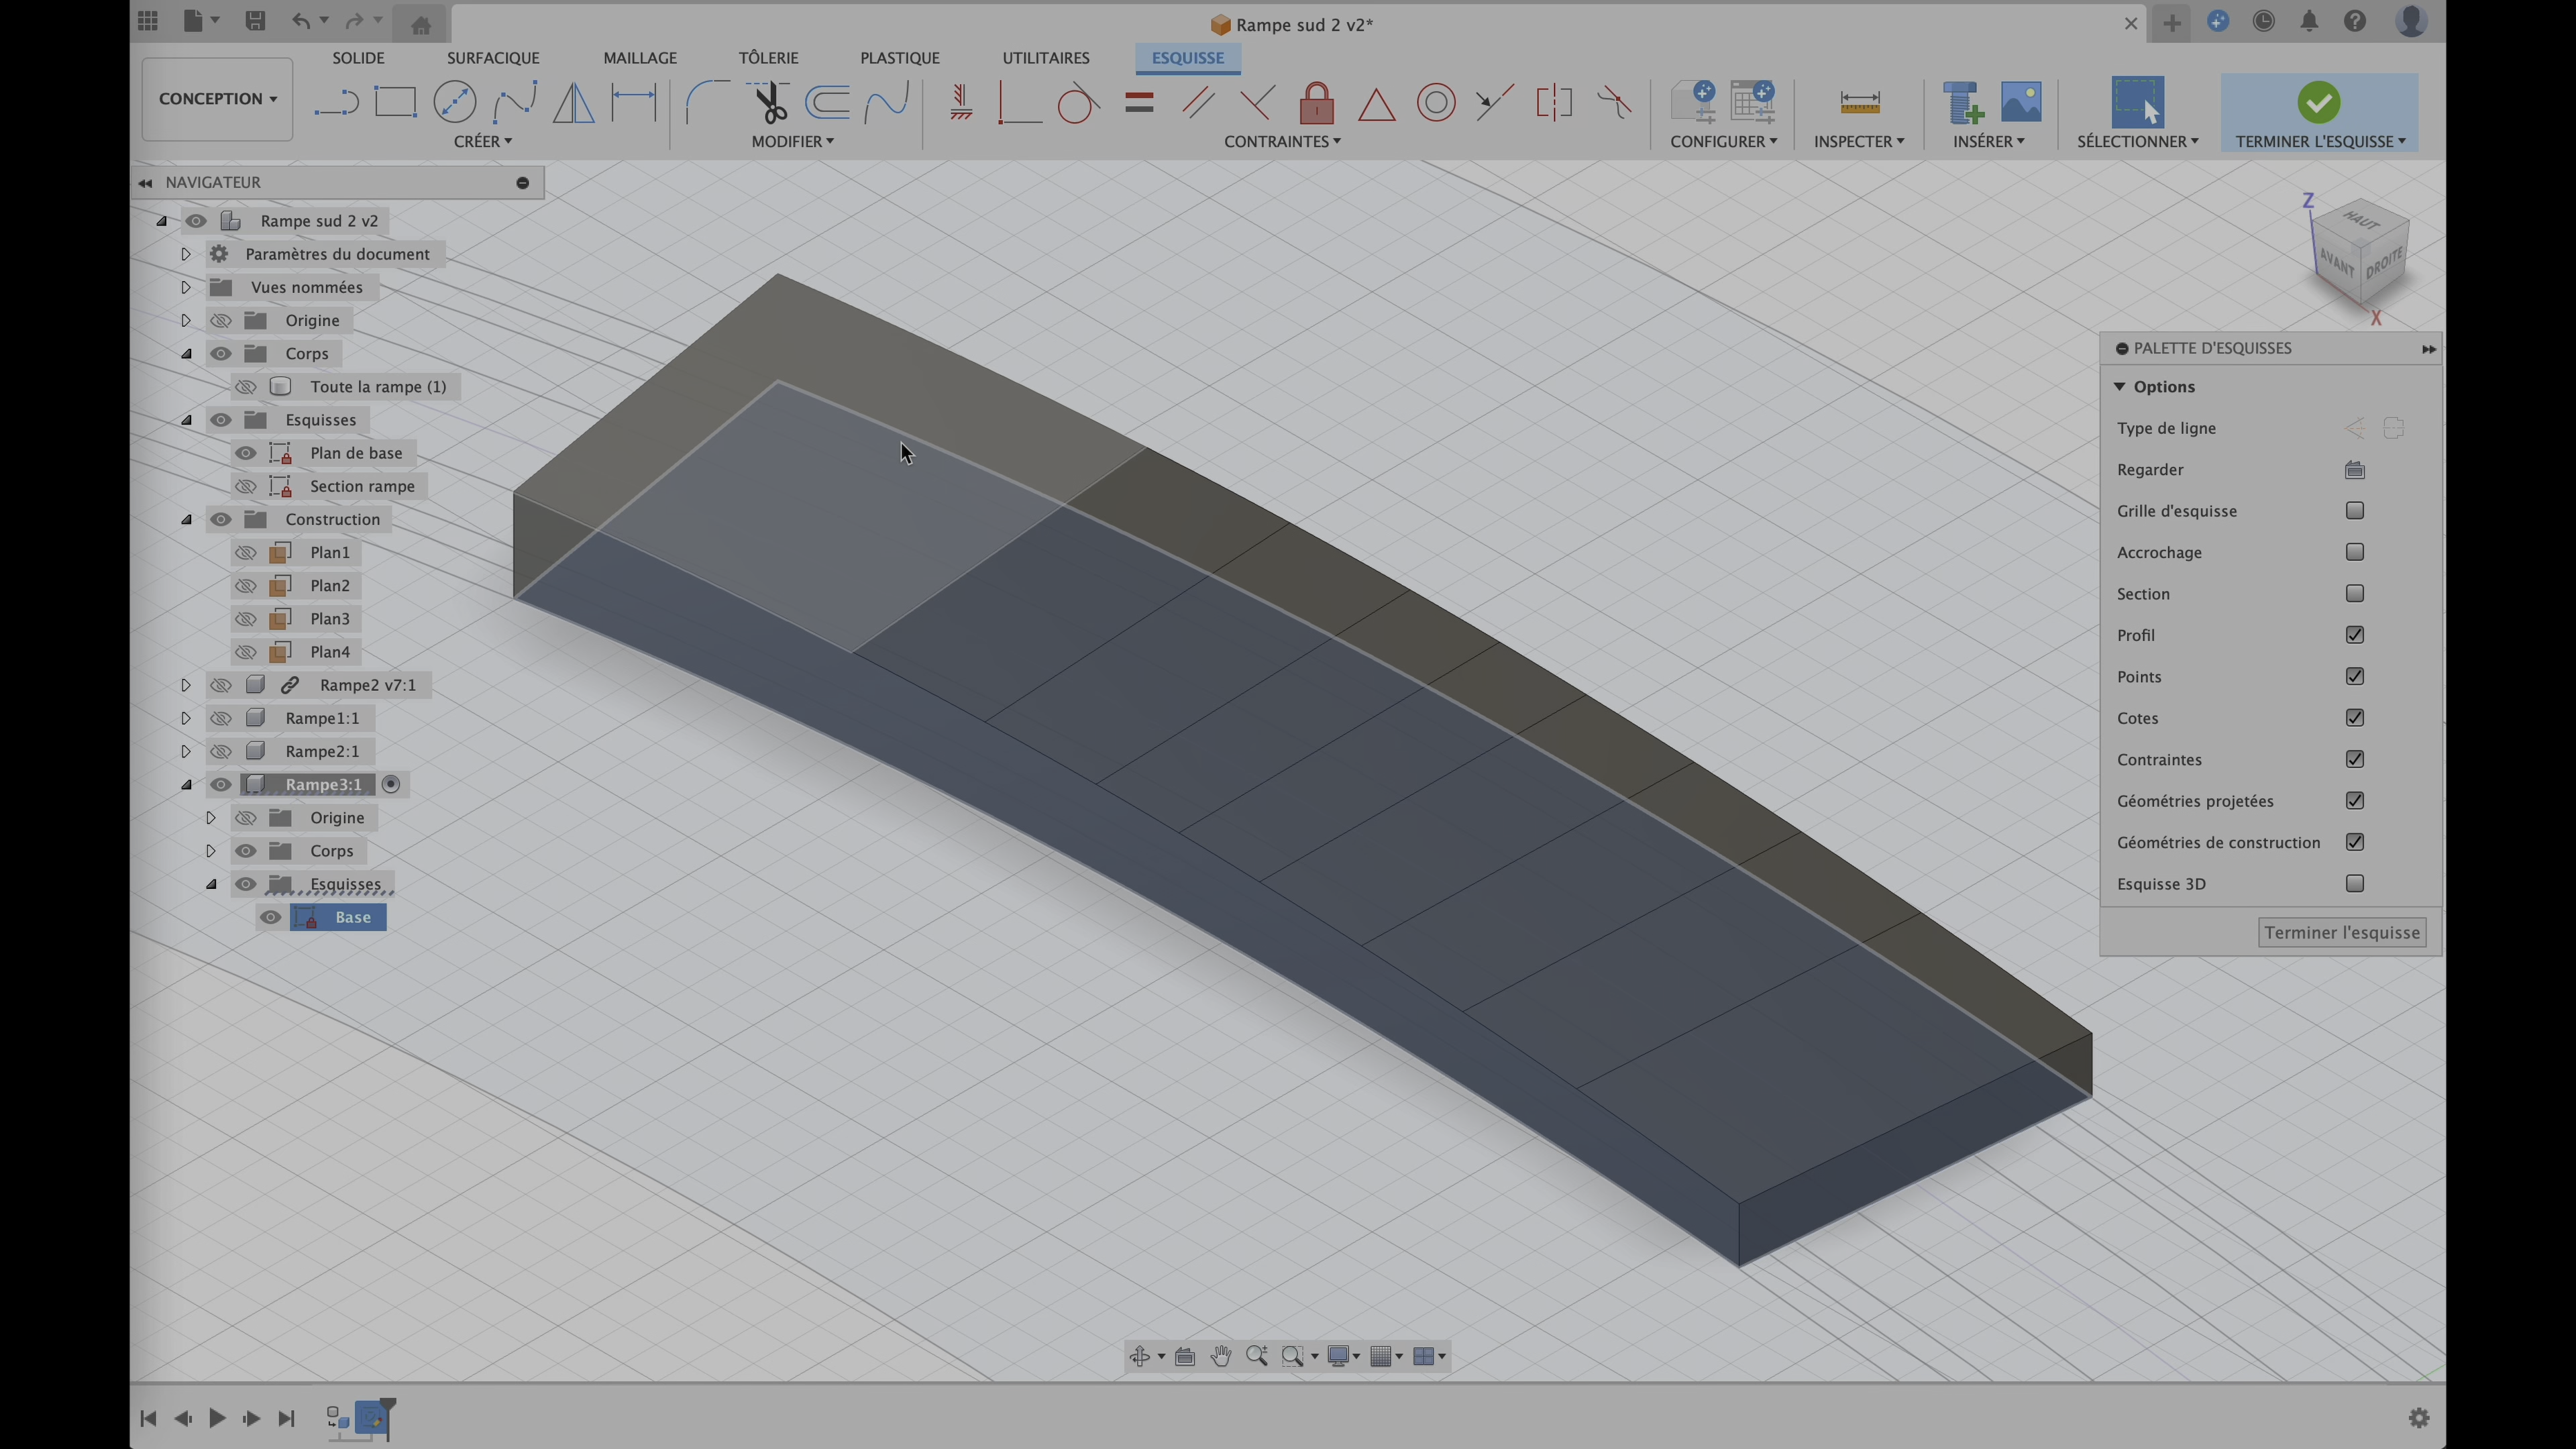 Rampe sud 2 v2*
SOLIDE SURFACIQUE MAILLAGE TÔLERIE PLASTIQUE UTILITAIRES ESQUISSE
CONCEPTION
CRÉER MODIFIER CONTRAINTES CONFIGURER INSPECTER INSÉRER SÉLECTIONNER TERMINER L'ESQUISSE
NAVIGATEUR
Rampe sud 2 v2
Paramètres du document
Vues nommées
Origine
Corps
Toute la rampe (1)
Esquisses
Plan de base
Section rampe
Construction
Plan1
Plan2
Plan3
Plan4
Rampe2 v7:1
Rampe1:1
Rampe2:1
Rampe3:1
Origine
Corps
Esquisses
Base
Z
HAUT
AVANT DROITE
X
PALETTE D'ESQUISSES
Options
Type de ligne
Regarder
Grille d'esquisse
Accrochage
Section
Profil
Points
Cotes
Contraintes
Géométries projetées
Géométries de construction
Esquisse 3D
Terminer l'esquisse